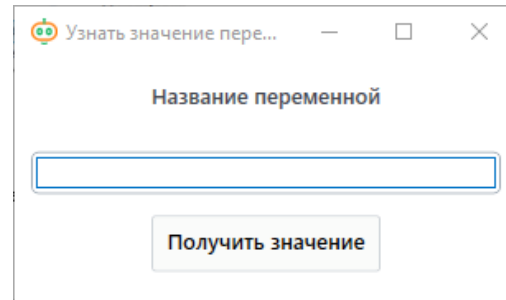 Узнать значение пере...
Название переменной
Получить значение